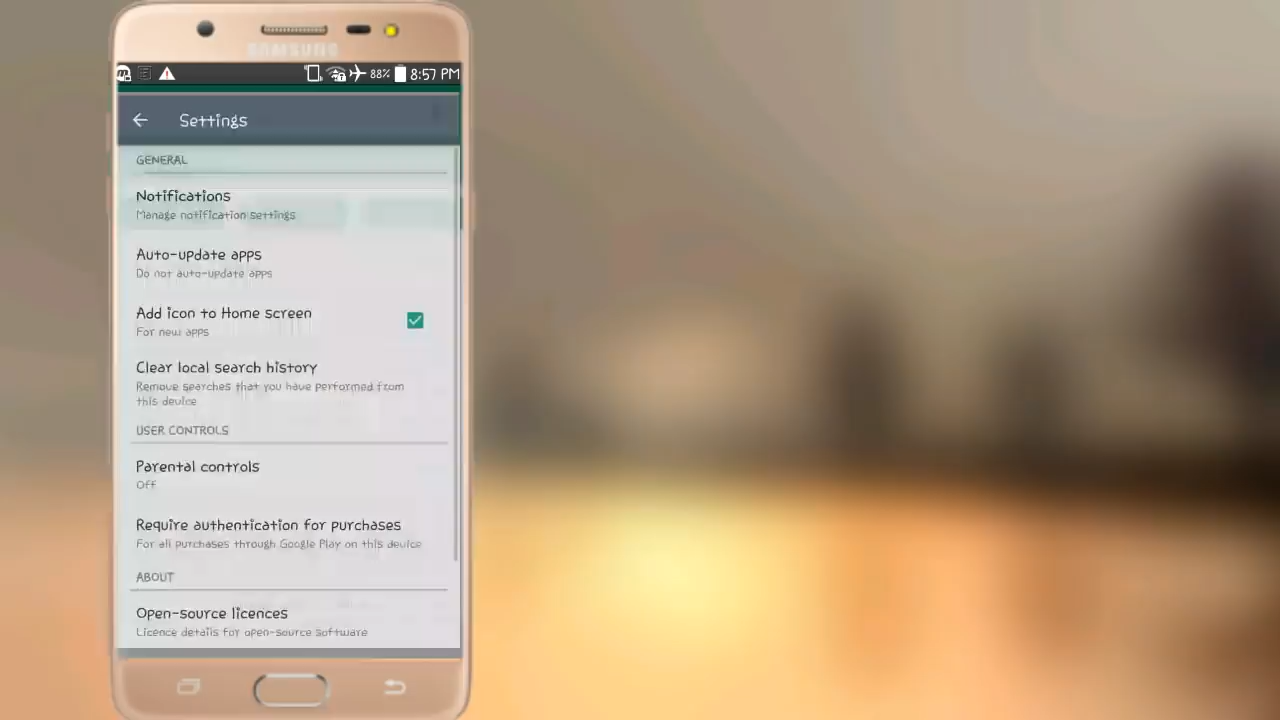 SAMSUNG
88% 8:57 PM
Settings
GENERAL
Notifications
Manage notification settings
Auto-update apps
Do not auto-update apps
Add icon to Home screen
For new apps
Clear local search history
Remove searches that you have performed from
this device
USER CONTROLS
Parental controls
Off
Require authentication for purchases
For all purchases through Google Play on this device
ABOUT
Open-source licences
Licence details for open-source software